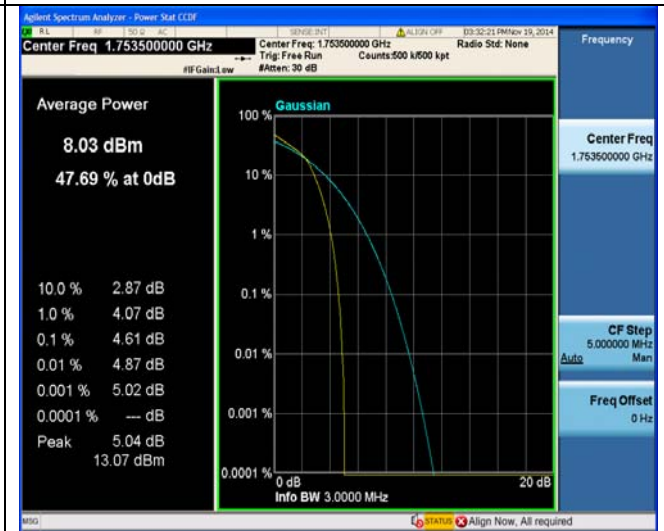 Agilent Spectrum Analyzer - Power Stat CCDF
RL RF 50 Ω AC SENSE:INT ALIGN OFF 03:32:21 PM Nov 19, 2014
Center Freq 1.753500000 GHz
Center Freq: 1.753500000 GHz
Radio Std: None
Trig: Free Run Counts:500 k/500 kpt
#IFGain:Low #Atten: 30 dB
Frequency
Average Power
8.03 dBm
47.69 % at 0dB
10.0 % 2.87 dB
1.0 % 4.07 dB
0.1 % 4.61 dB
0.01 % 4.87 dB
0.001 % 5.02 dB
0.0001 % --- dB
Peak 5.04 dB
13.07 dBm
Gaussian
100 %
10 %
1 %
0.1 %
0.01 %
0.001 %
0.0001 %
0 dB 20 dB
Info BW 3.0000 MHz
Center Freq
1.753500000 GHz
CF Step
5.000000 MHz
Auto Man
Freq Offset
0 Hz
MSG STATUS Align Now, All required